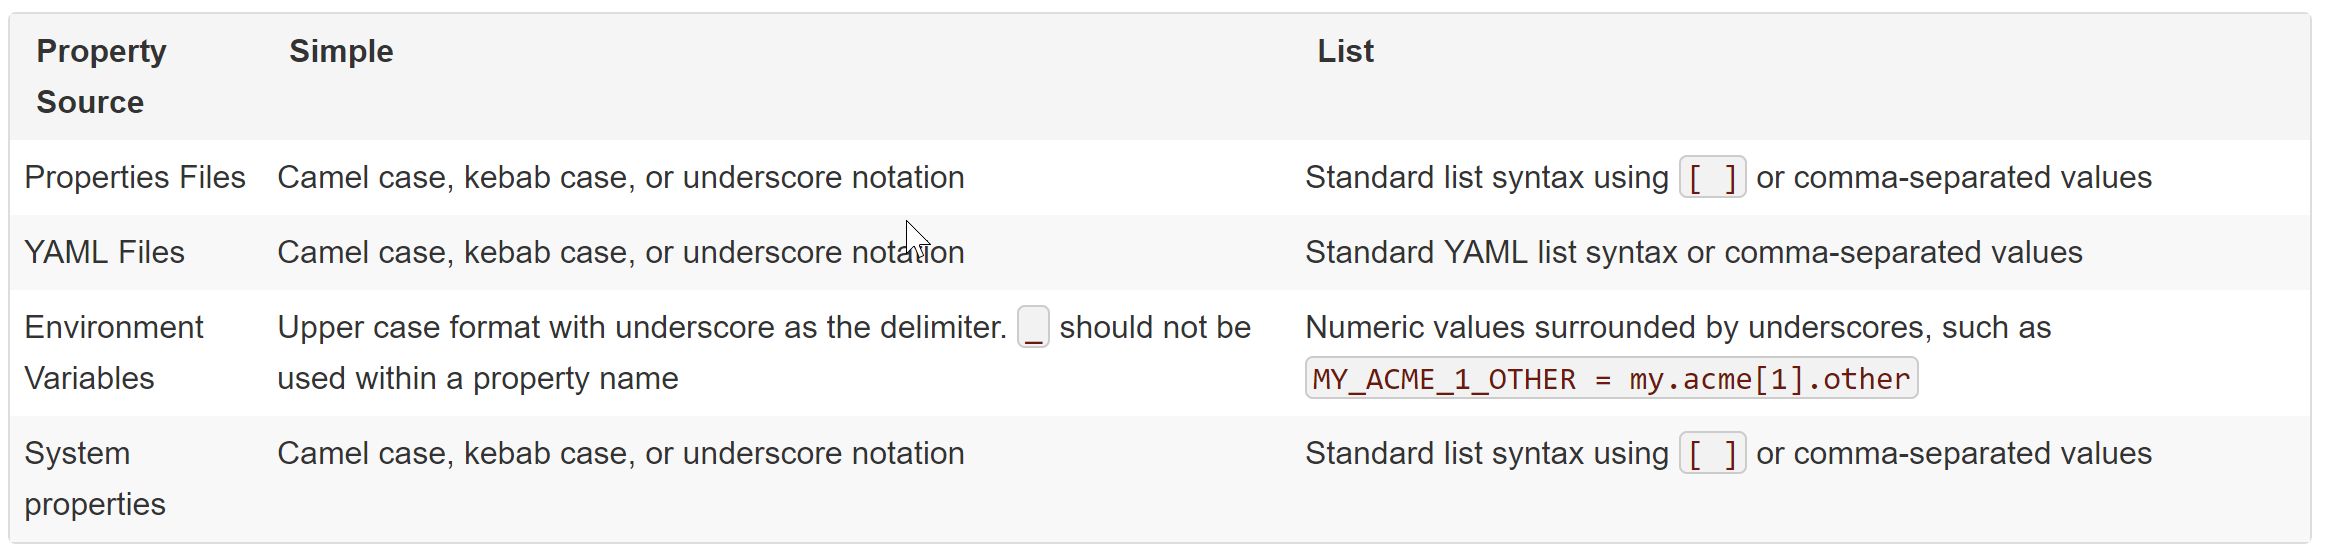 Property Source Simple List
Properties Files Camel case, kebab case, or underscore notation Standard list syntax using [ ] or comma-separated values
YAML Files Camel case, kebab case, or underscore notation Standard YAML list syntax or comma-separated values
Environment Variables Upper case format with underscore as the delimiter. _ should not be used within a property name Numeric values surrounded by underscores, such as MY_ACME_1_OTHER = my.acme[1].other
System properties Camel case, kebab case, or underscore notation Standard list syntax using [ ] or comma-separated values